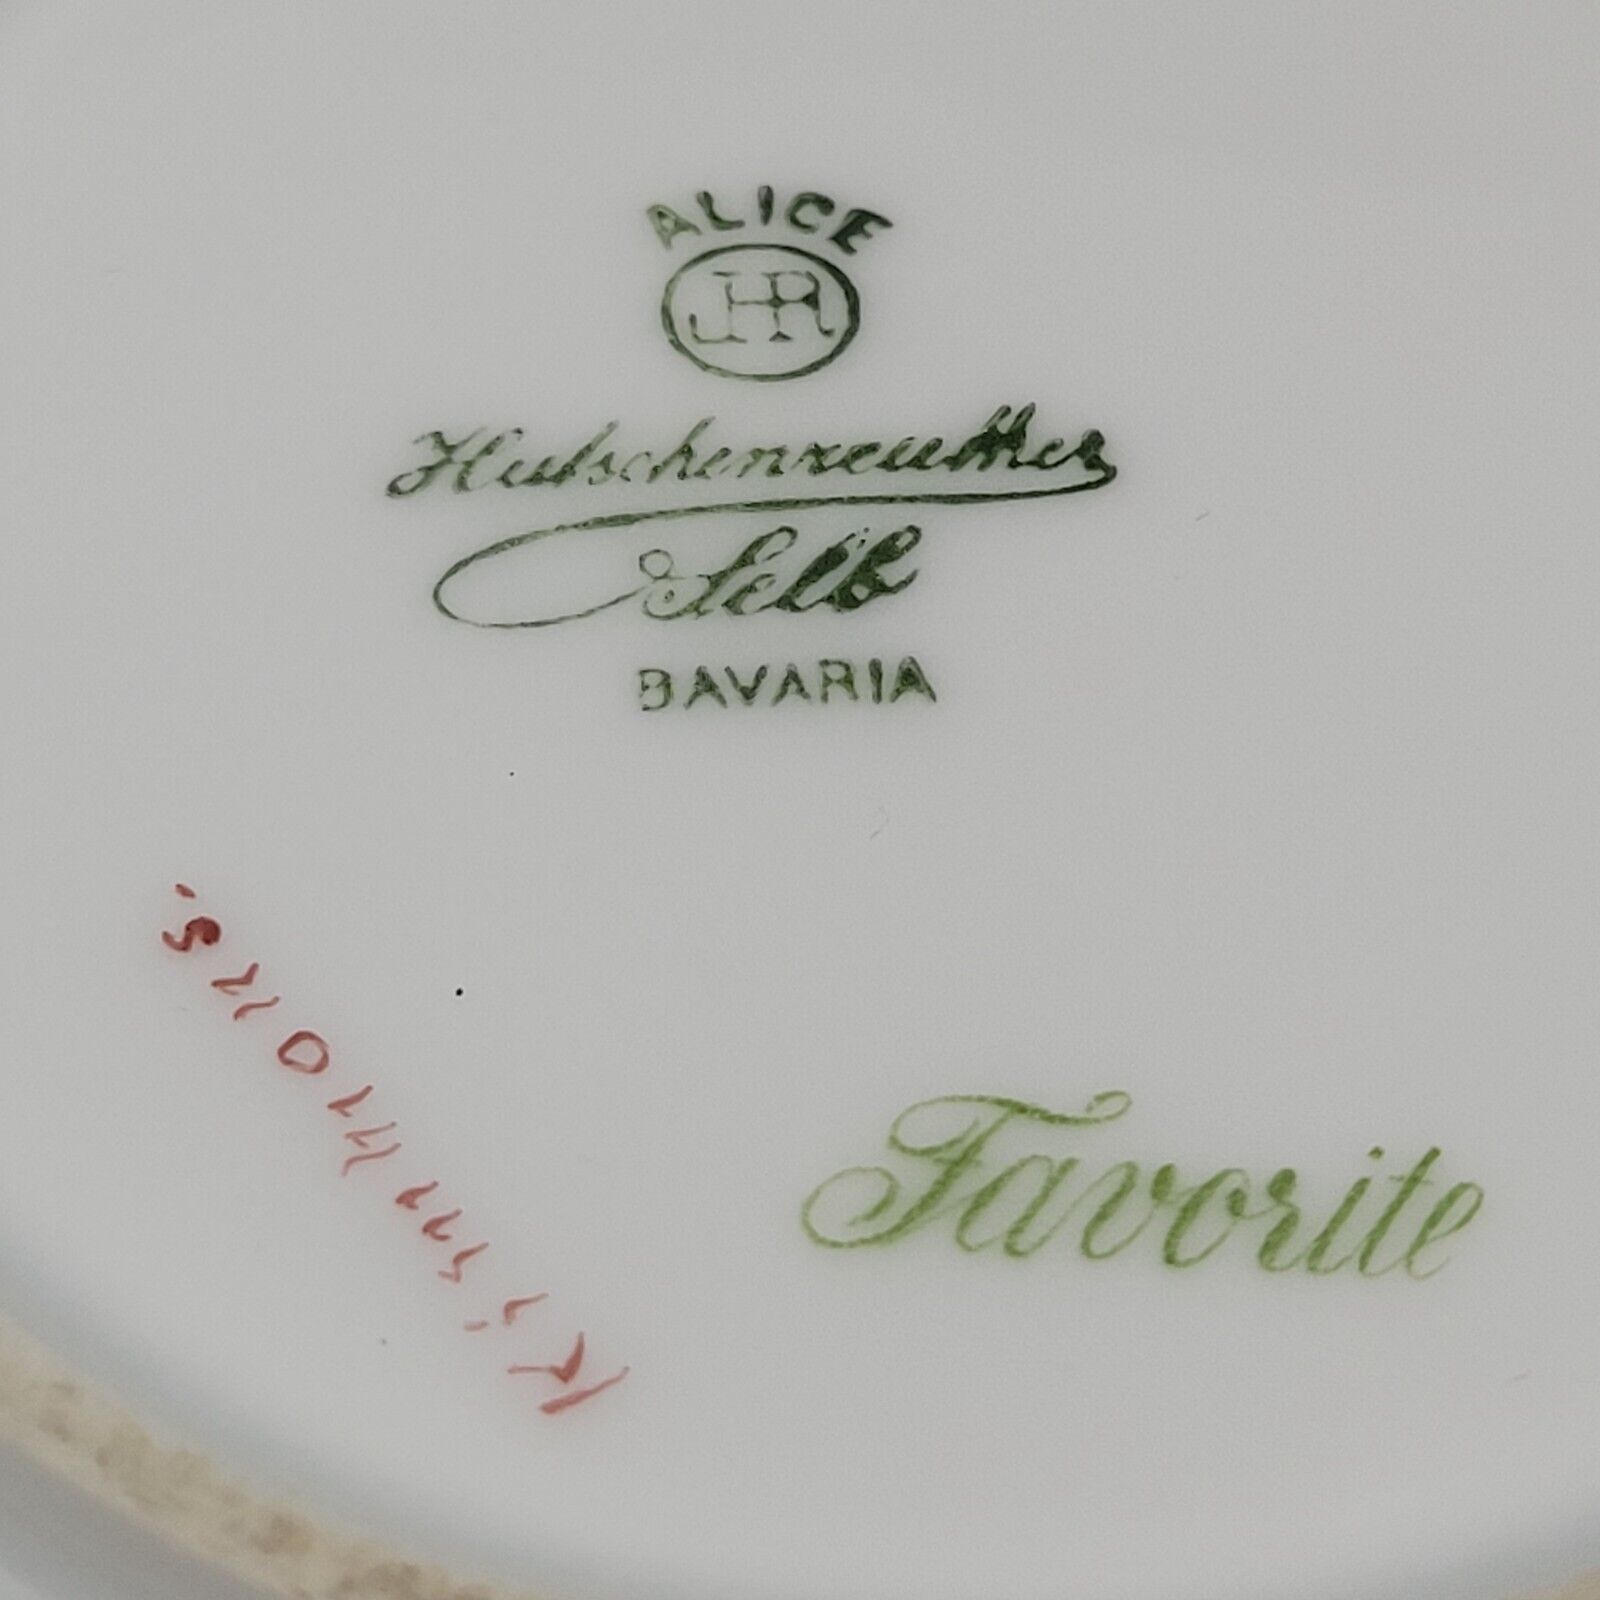 ALICE
JHR
Hutschenreuther
Selb
BAVARIA
Favorite